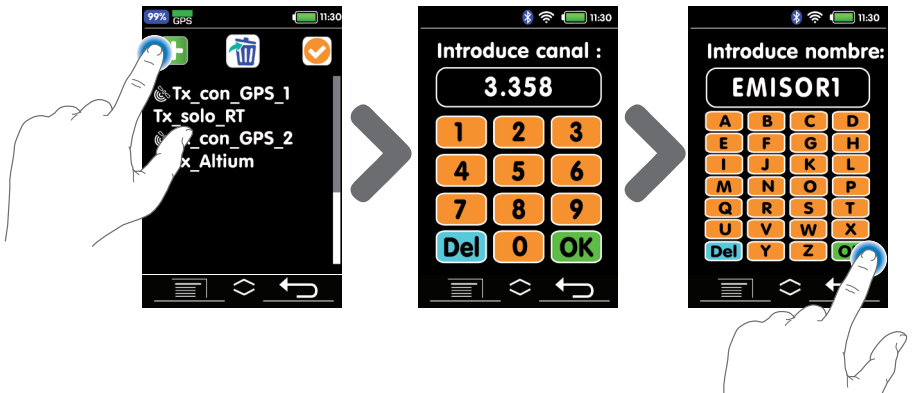 99% GPS 11:30
Tx_con_GPS_1
Tx_solo_RT
con_GPS_2
x_Altium
11:30
Introduce canal :
3.358
1 2 3
4 5 6
7 8 9
Del 0 OK
11:30
Introduce nombre:
EMISOR1
A B C D
E F G H
I J K L
M N O P
Q R S T
U V W X
Del Y Z O